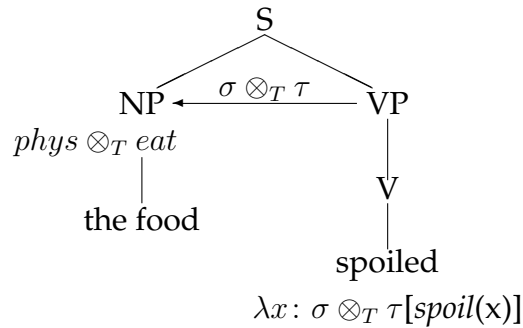 S
NP σ ⊗_T τ VP
phys ⊗_T eat
V
the food
spoiled
λx: σ ⊗_T τ[spoil(x)]